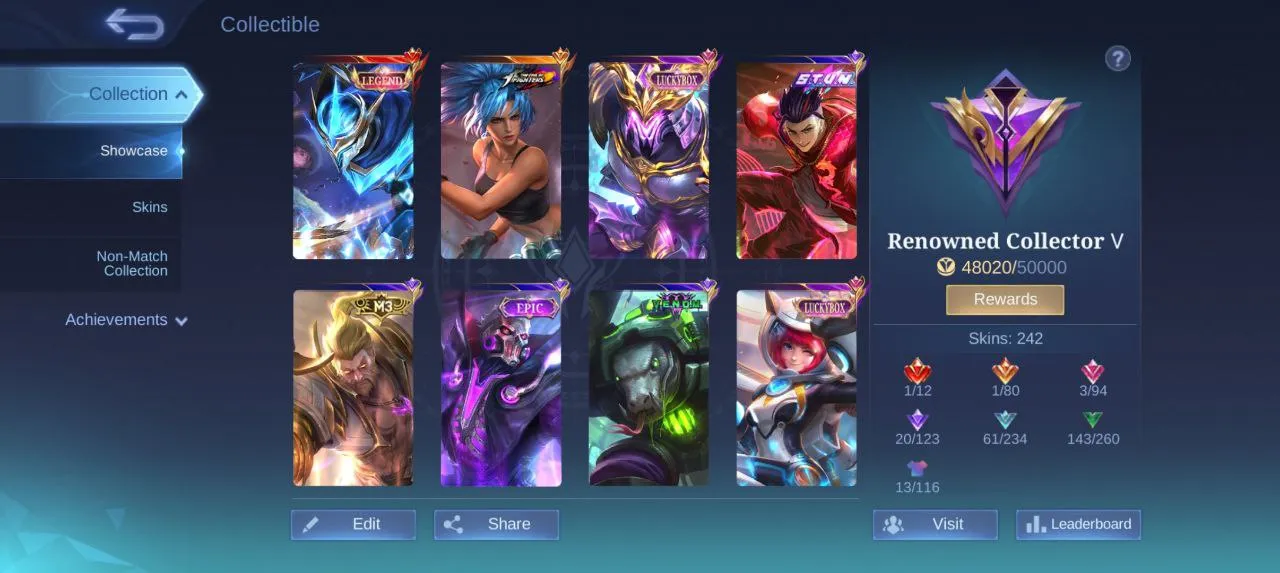 Collectible
Collection
Showcase
Skins
Non-Match
Collection
Achievements
LEGEND
THE KING OF
FIGHTERS
LUCKYBOX
S.T.U.N.
M3
EPIC
V.E.N.O.M.
LUCKYBOX
Edit
Share
?
Renowned Collector V
48020/50000
Rewards
Skins: 242
1/12
1/80
3/94
20/123
61/234
143/260
13/116
Visit
Leaderboard